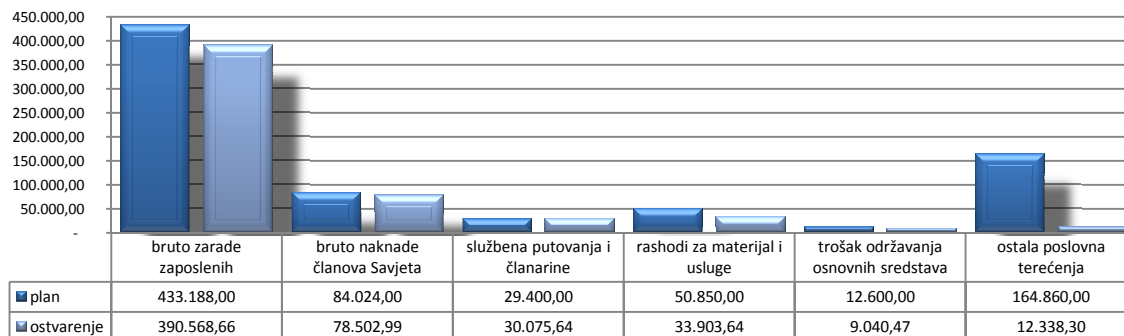 450.000,00
400.000,00
350.000,00
300.000,00
250.000,00
200.000,00
150.000,00
100.000,00
50.000,00
-
bruto zarade zaposlenih
bruto naknade članova Savjeta
službena putovanja i članarine
rashodi za materijal i usluge
trošak održavanja osnovnih sredstava
ostala poslovna terećenja
plan 433.188,00 84.024,00 29.400,00 50.850,00 12.600,00 164.860,00
ostvarenje 390.568,66 78.502,99 30.075,64 33.903,64 9.040,47 12.338,30